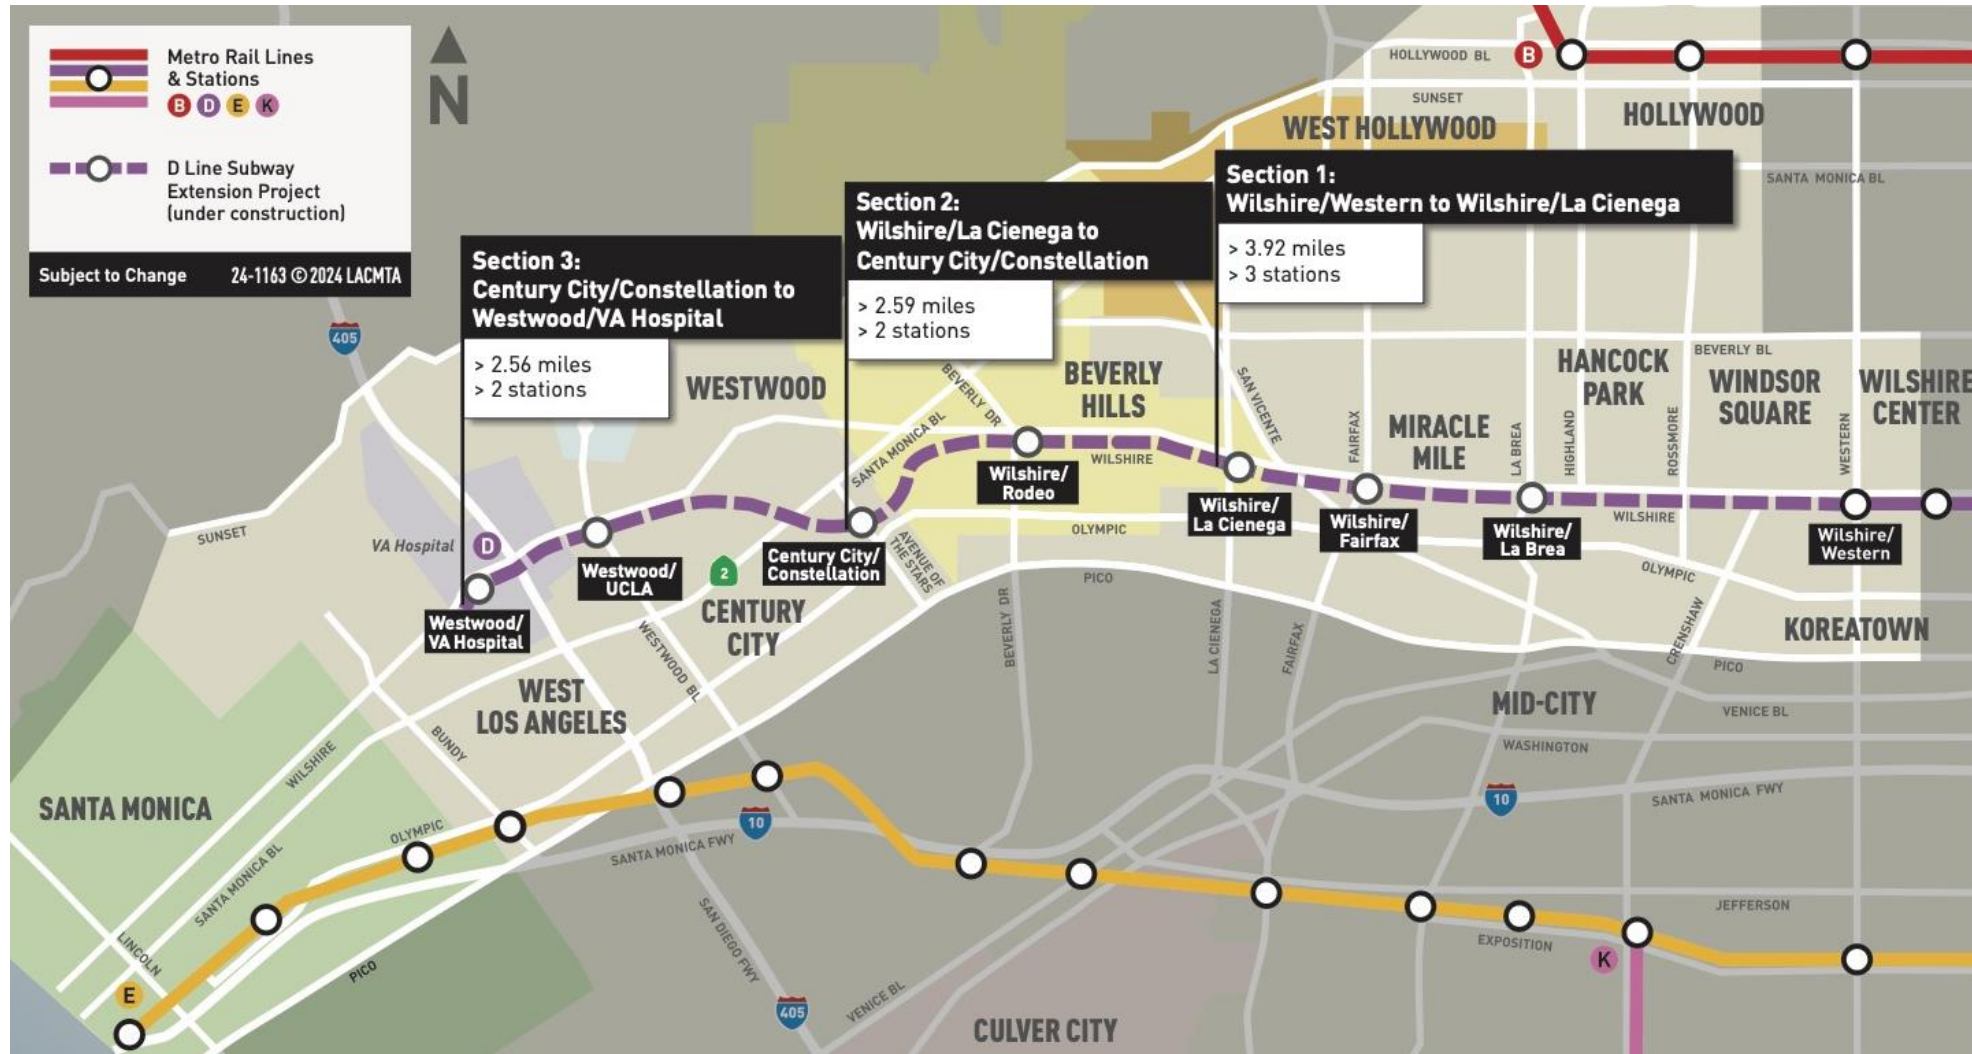 Metro Rail Lines
& Stations
B D E K
D Line Subway
Extension Project
(under construction)
Subject to Change 24-1163 © 2024 LACMTA
N
405
HOLLYWOOD BL
B
SUNSET
WEST HOLLYWOOD
HOLLYWOOD
SANTA MONICA BL
Section 1:
Wilshire/Western to Wilshire/La Cienega
> 3.92 miles
> 3 stations
Section 2:
Wilshire/La Cienega to
Century City/Constellation
> 2.59 miles
> 2 stations
Section 3:
Century City/Constellation to
Westwood/VA Hospital
> 2.56 miles
> 2 stations
WESTWOOD
BEVERLY DR
BEVERLY
HILLS
SAN VICENTE
FAIRFAX
MIRACLE
MILE
LA BREA
HIGHLAND
HANCOCK
PARK
ROSSMORE
BEVERLY BL
WINDSOR
SQUARE
WESTERN
WILSHIRE
CENTER
SANTA MONICA BL
WILSHIRE
Wilshire/
Rodeo
Wilshire/
La Cienega
Wilshire/
Fairfax
Wilshire/
La Brea
WILSHIRE
Wilshire/
Western
SUNSET
VA Hospital
D
Westwood/
VA Hospital
Westwood/
UCLA
2
Century City/
Constellation
AVENUE OF
THE STARS
OLYMPIC
PICO
OLYMPIC
CENTURY
CITY
WESTWOOD BL
BEVERLY DR
LA CIENEGA
FAIRFAX
CRENSHAW
KOREATOWN
PICO
WEST
LOS ANGELES
BUNDY
WILSHIRE
MID-CITY
VENICE BL
WASHINGTON
SANTA MONICA
SANTA MONICA BL
OLYMPIC
10
SANTA MONICA FWY
10
SANTA MONICA FWY
LINCOLN
PICO
E
SAN DIEGO FWY
405
VENICE BL
CULVER CITY
JEFFERSON
EXPOSITION
K